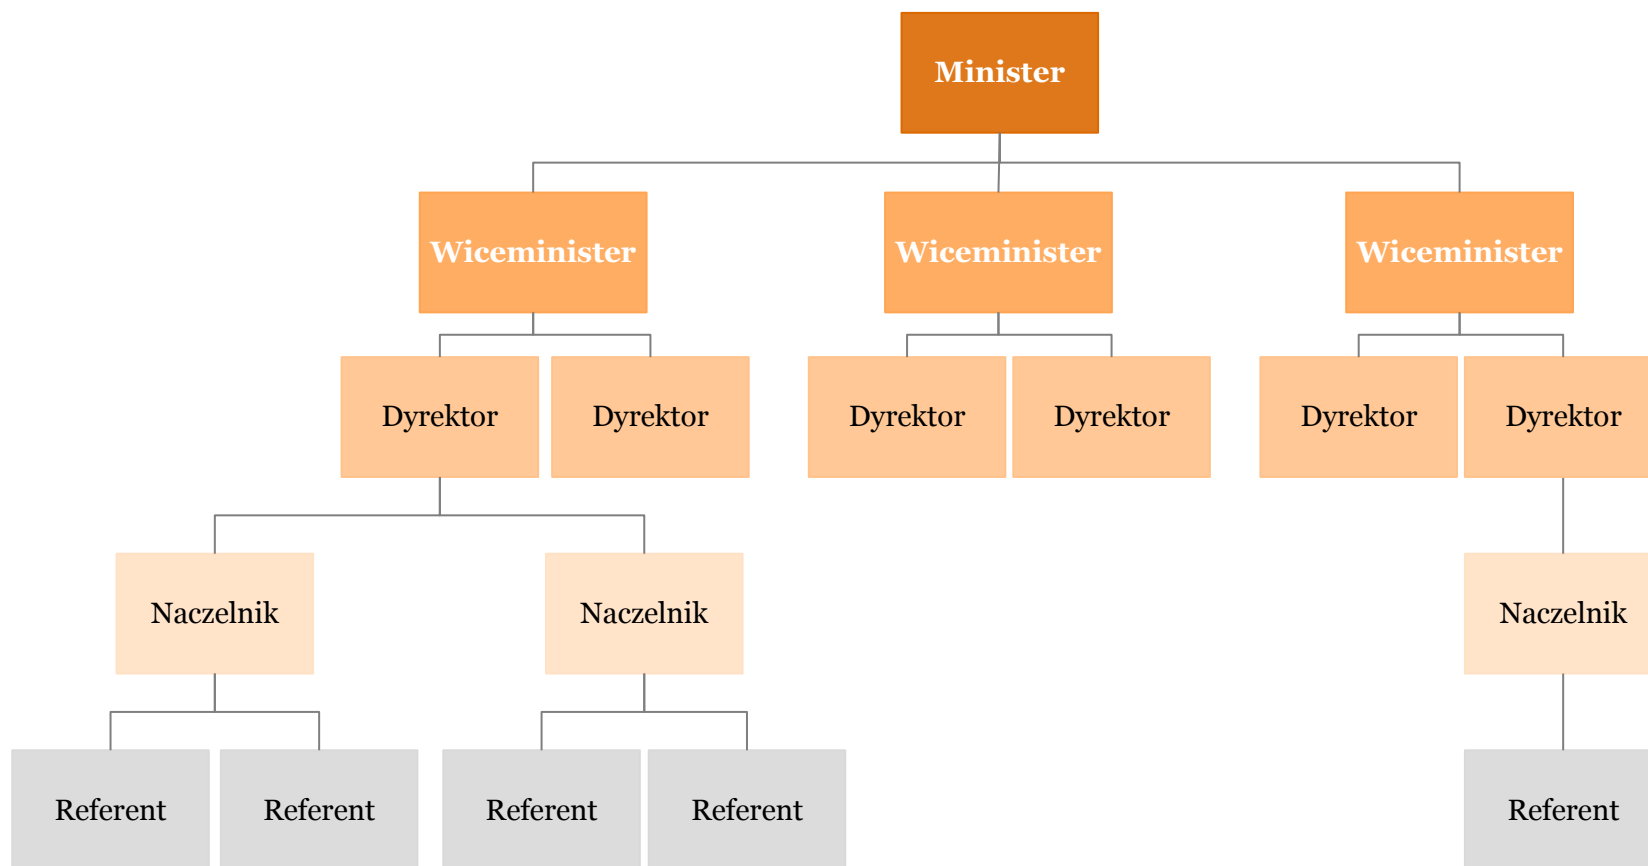 Minister
Wiceminister
Wiceminister
Wiceminister
Dyrektor
Dyrektor
Dyrektor
Dyrektor
Dyrektor
Dyrektor
Naczelnik
Naczelnik
Naczelnik
Referent
Referent
Referent
Referent
Referent